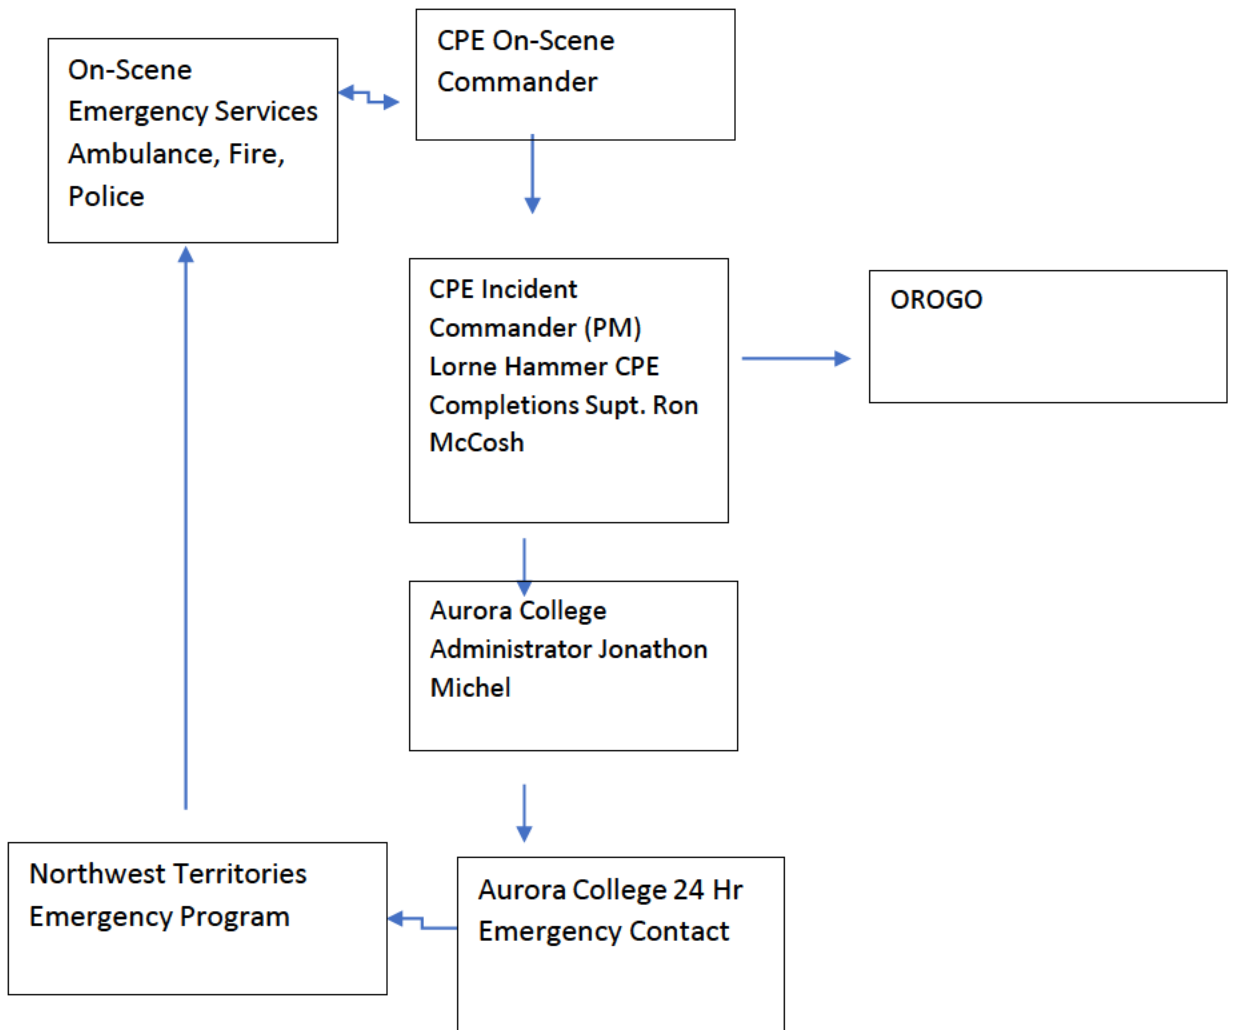 CPE On-Scene
Commander
On-Scene
Emergency Services
Ambulance, Fire,
Police
CPE Incident
Commander (PM)
Lorne Hammer CPE
Completions Supt. Ron
McCosh
OROGO
Aurora College
Administrator Jonathon
Michel
Northwest Territories
Emergency Program
Aurora College 24 Hr
Emergency Contact